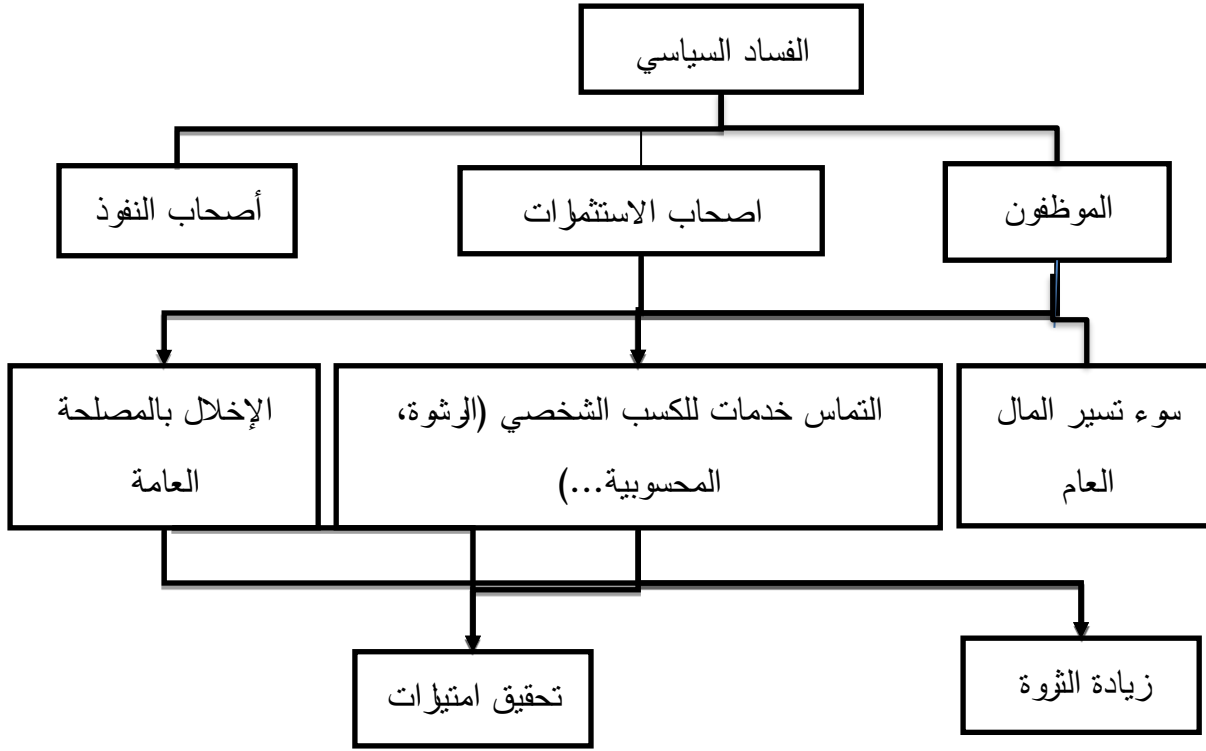 الفساد السياسي
الموظفون
اصحاب الاستثمارات
أصحاب النفوذ
سوء تسير المال
العام
التماس خدمات للكسب الشخصي (الرشوة،
المحسوبية...)
الإخلال بالمصلحة
العامة
زيادة الثروة
تحقيق امتيازات